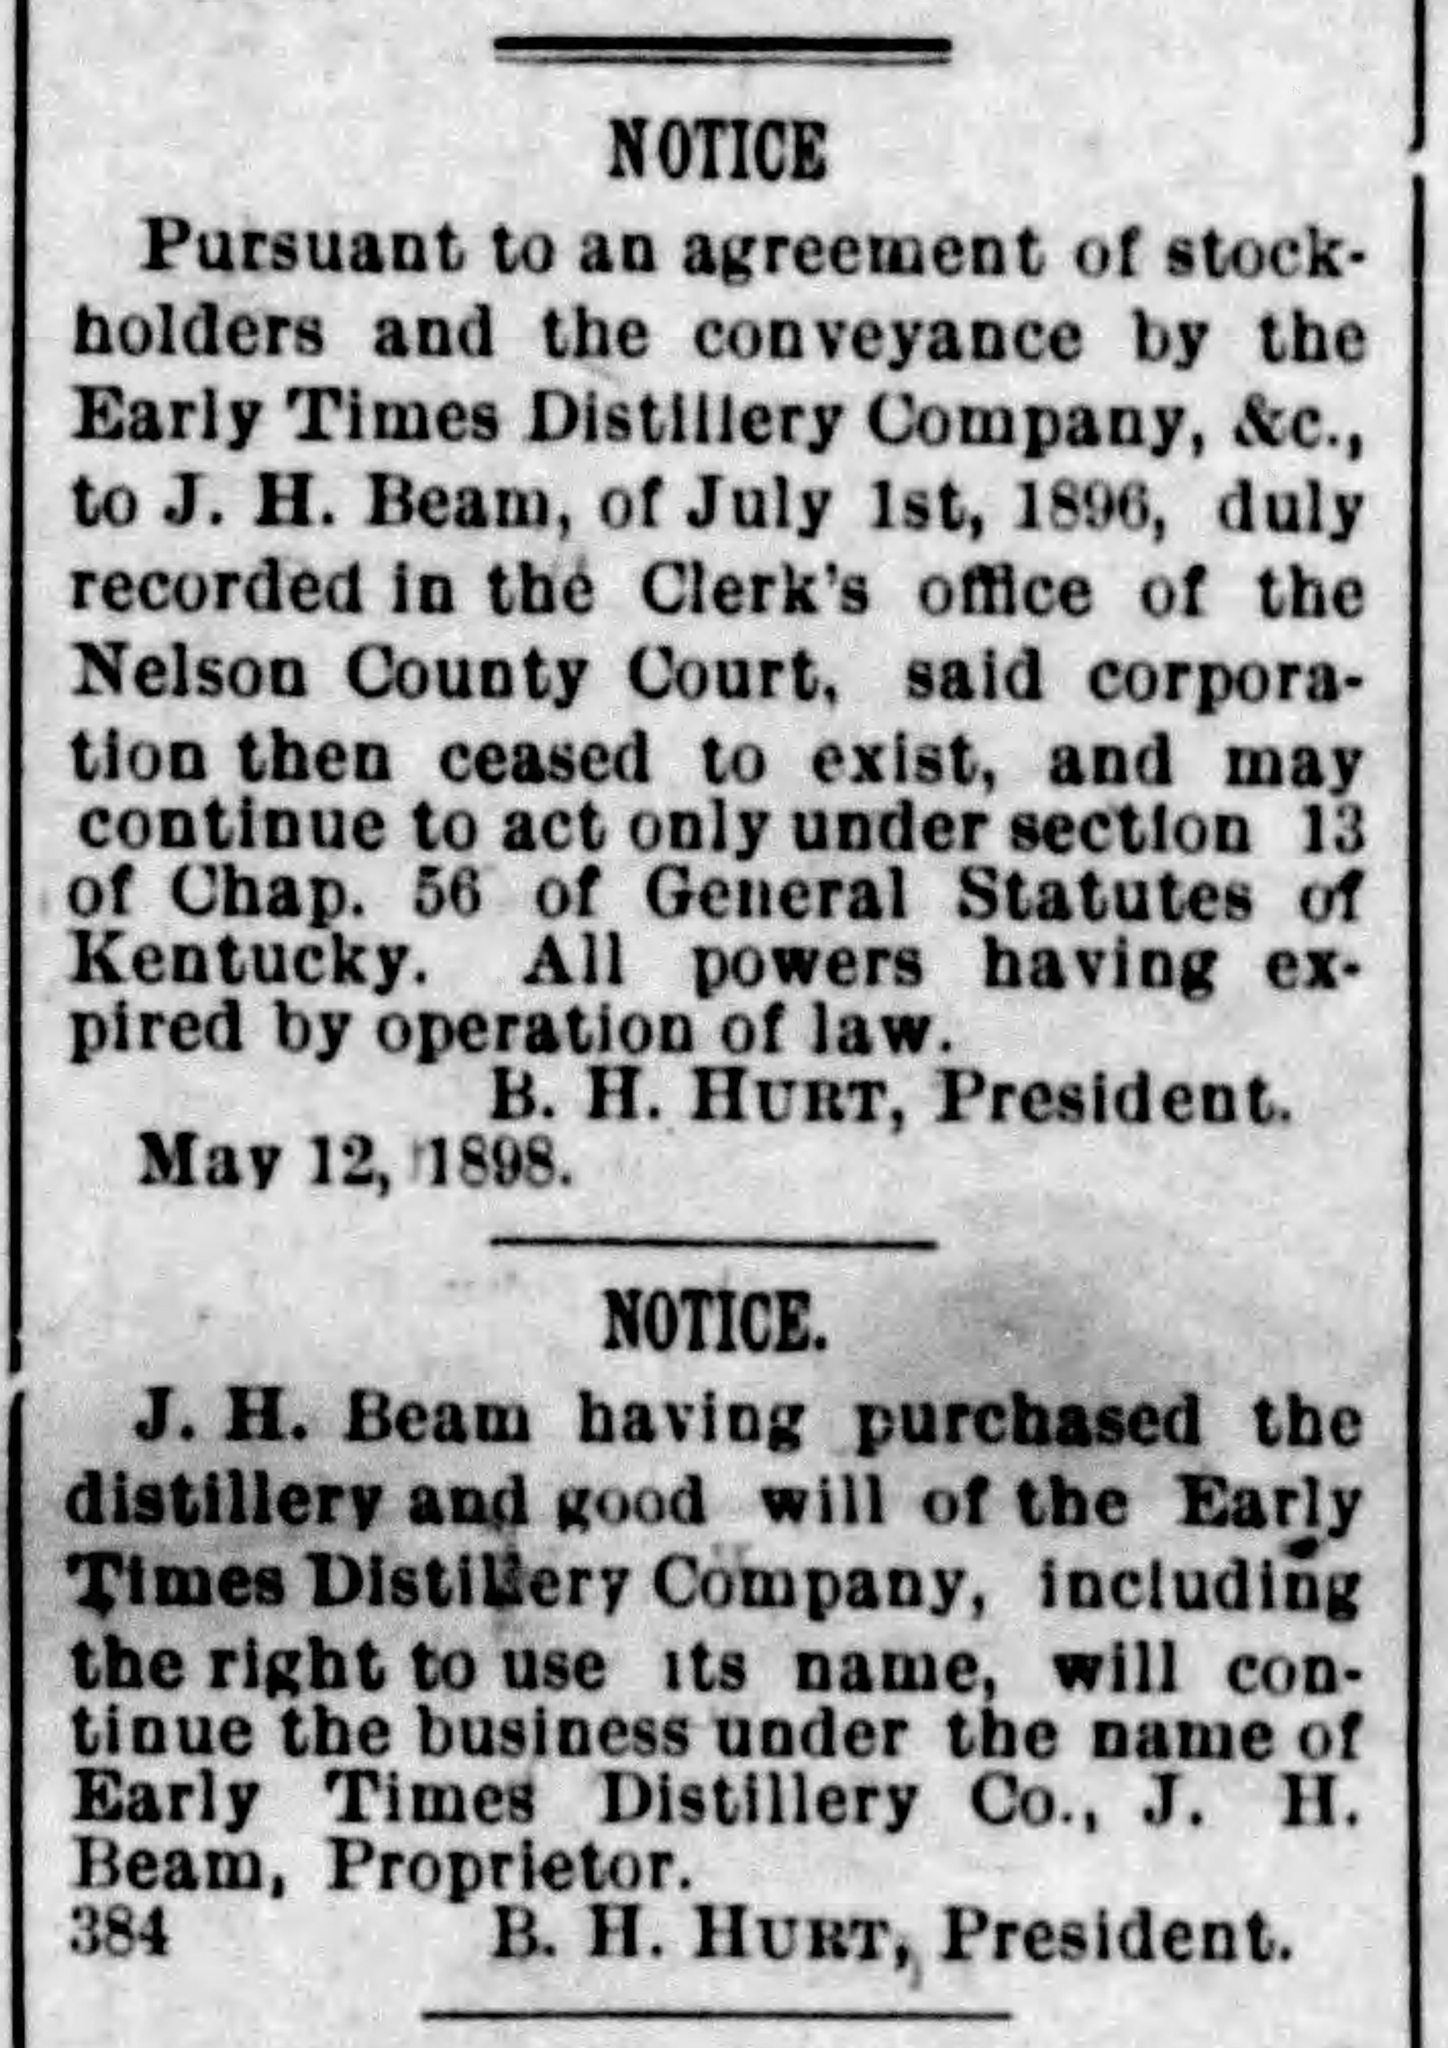 NOTICE
Pursuant to an agreement of stock-
holders and the conveyance by the
Early Times Distillery Company, &c.,
to J. H. Beam, of July 1st, 1896, duly
recorded in the Clerk's office of the
Nelson County Court, said corpora-
tion then ceased to exist, and may
continue to act only under section 13
of Chap. 56 of General Statutes of
Kentucky. All powers having ex-
pired by operation of law.
B. H. HURT, President.
May 12, 1898.
NOTICE.
J. H. Beam having purchased the
distillery and good will of the Early
Times Distillery Company, including
the right to use its name, will con-
tinue the business under the name of
Early Times Distillery Co., J. H.
Beam, Proprietor.
384 B. H. HURT, President.